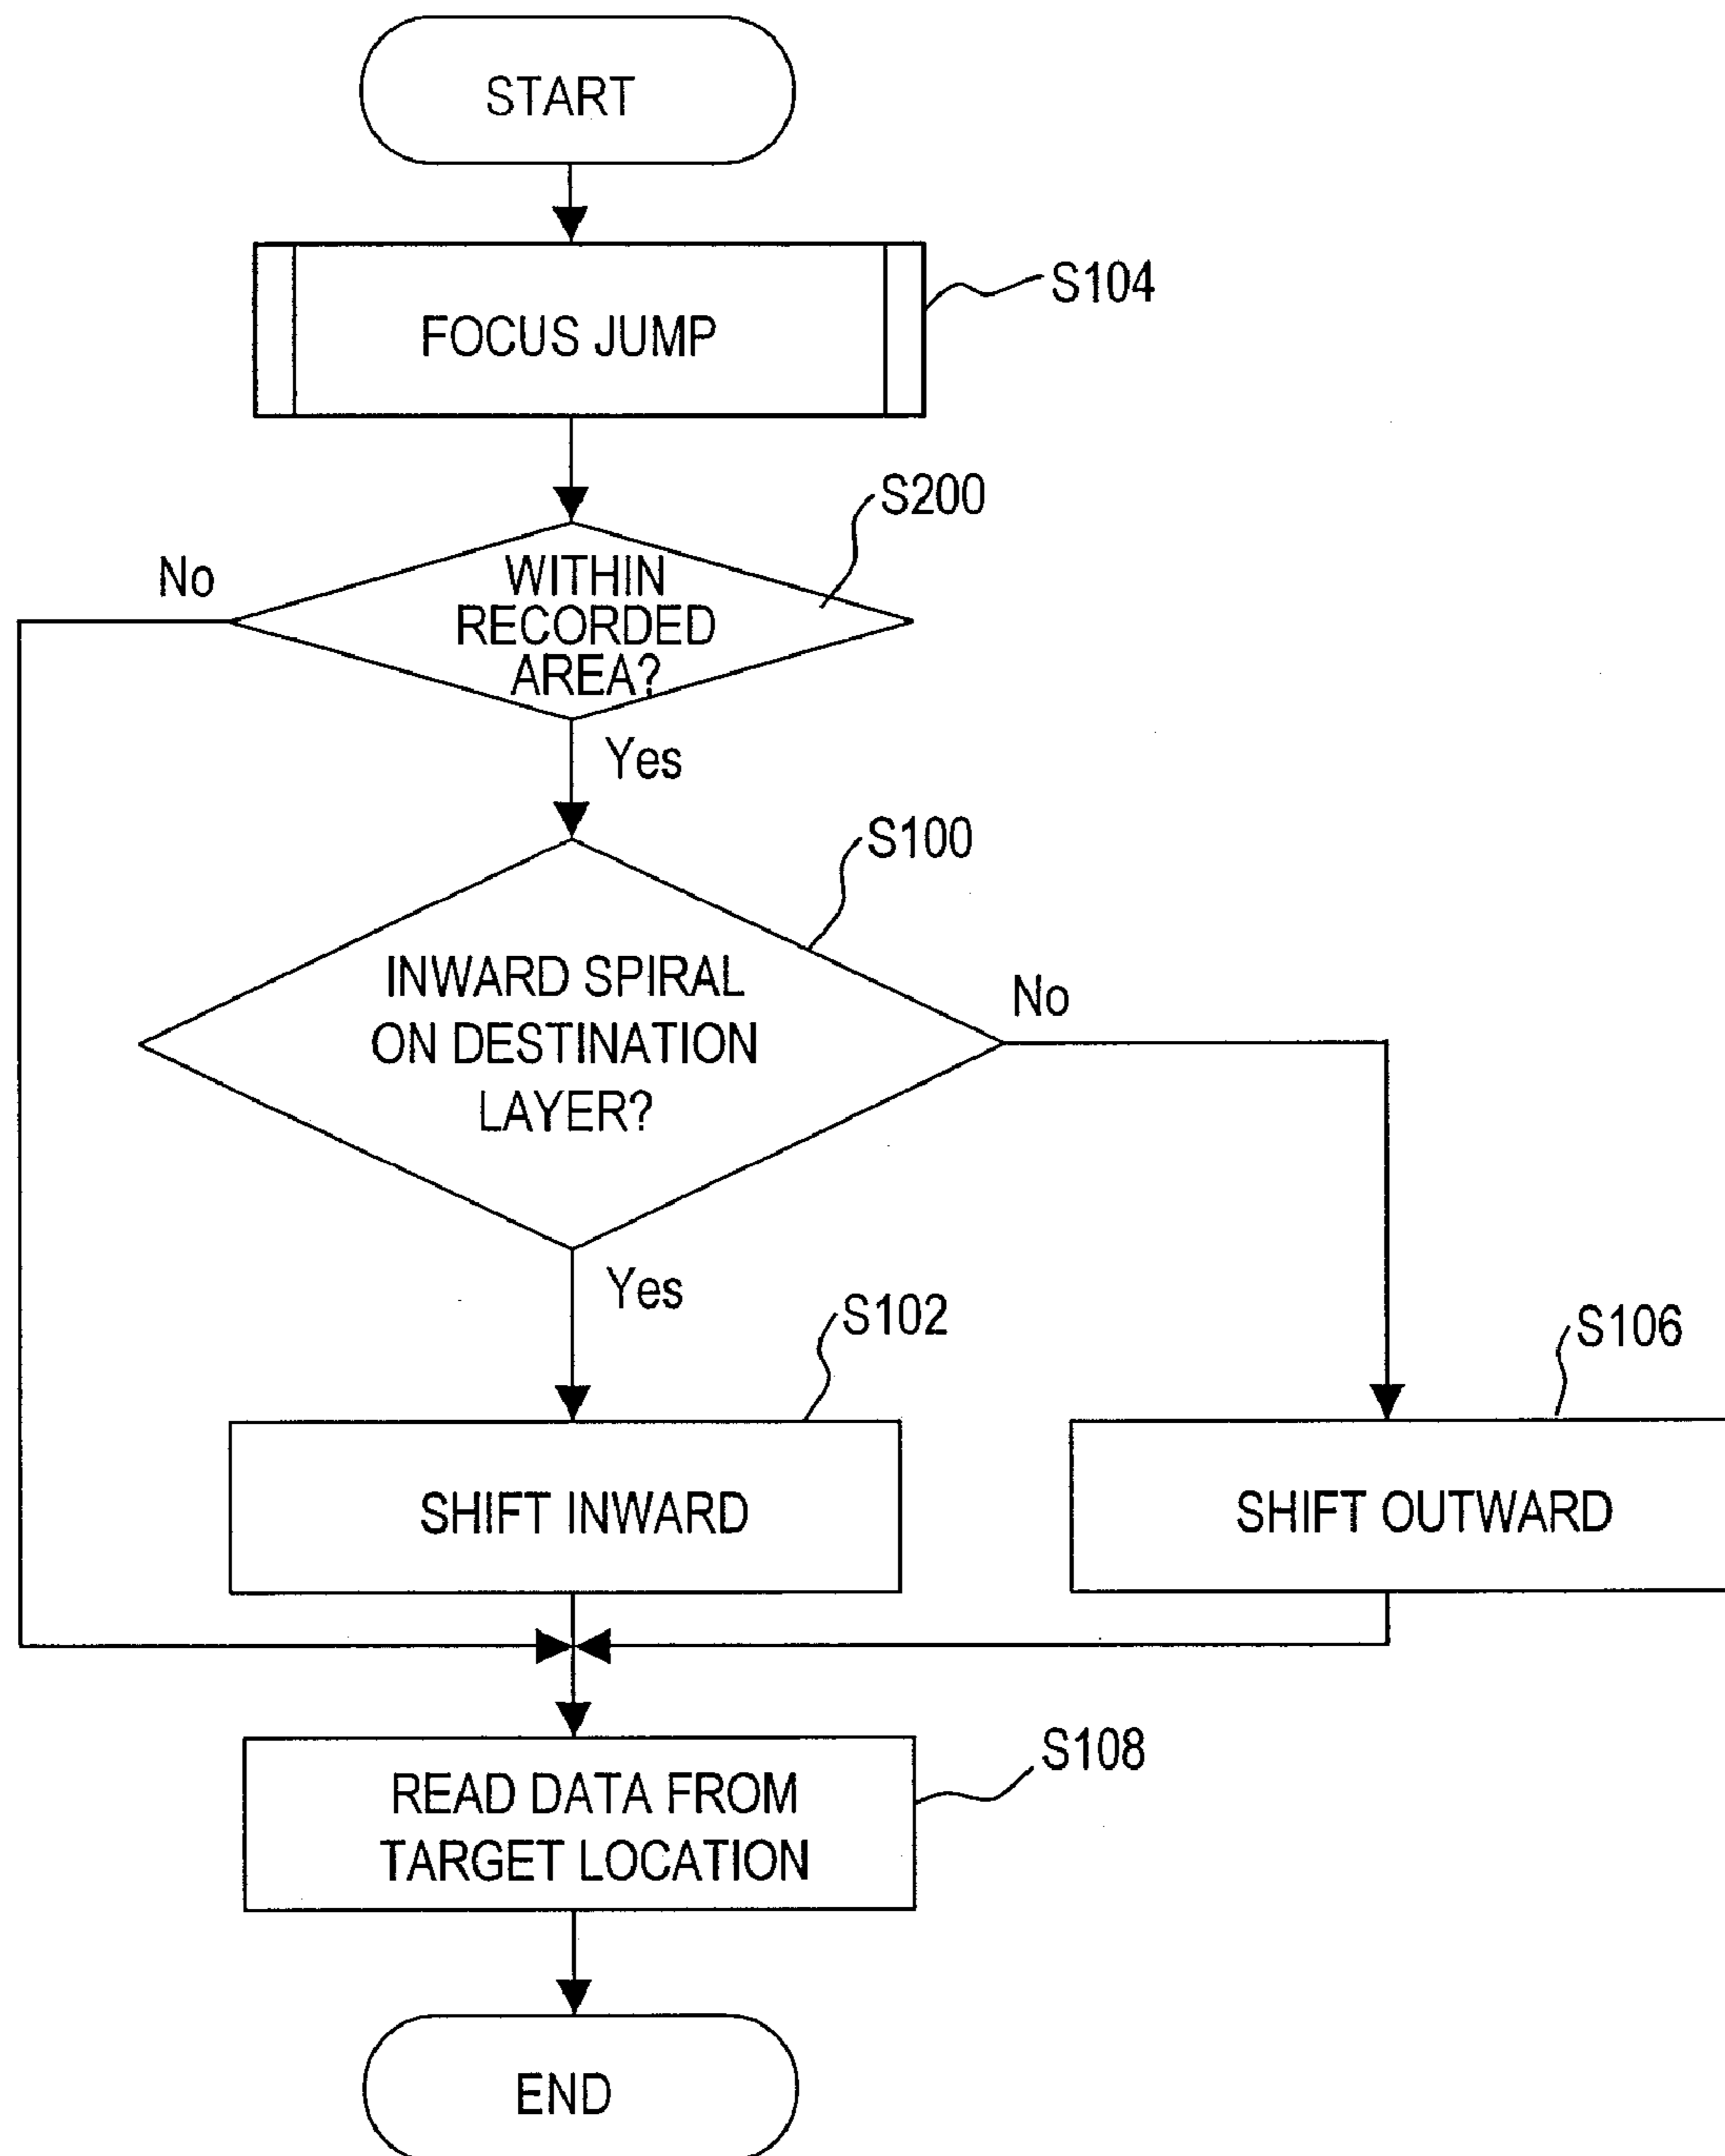 START
FOCUS JUMP
S104
S200
No
WITHIN
RECORDED
AREA?
Yes
S100
INWARD SPIRAL
ON DESTINATION
LAYER?
No
Yes
S102
S106
SHIFT INWARD
SHIFT OUTWARD
S108
READ DATA FROM
TARGET LOCATION
END